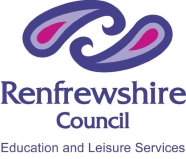 Renfrewshire
Council
Education and Leisure Services